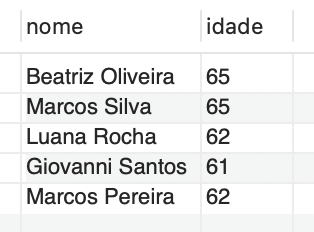 nome idade
Beatriz Oliveira 65
Marcos Silva 65
Luana Rocha 62
Giovanni Santos 61
Marcos Pereira 62